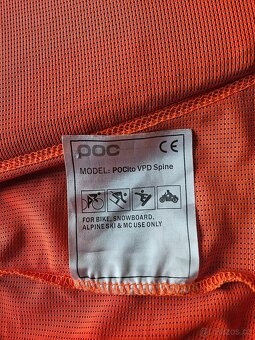 poc CE
MODEL: POCito VPD Spine
FOR BIKE, SNOWBOARD,
ALPINE SKI & MC USE ONLY